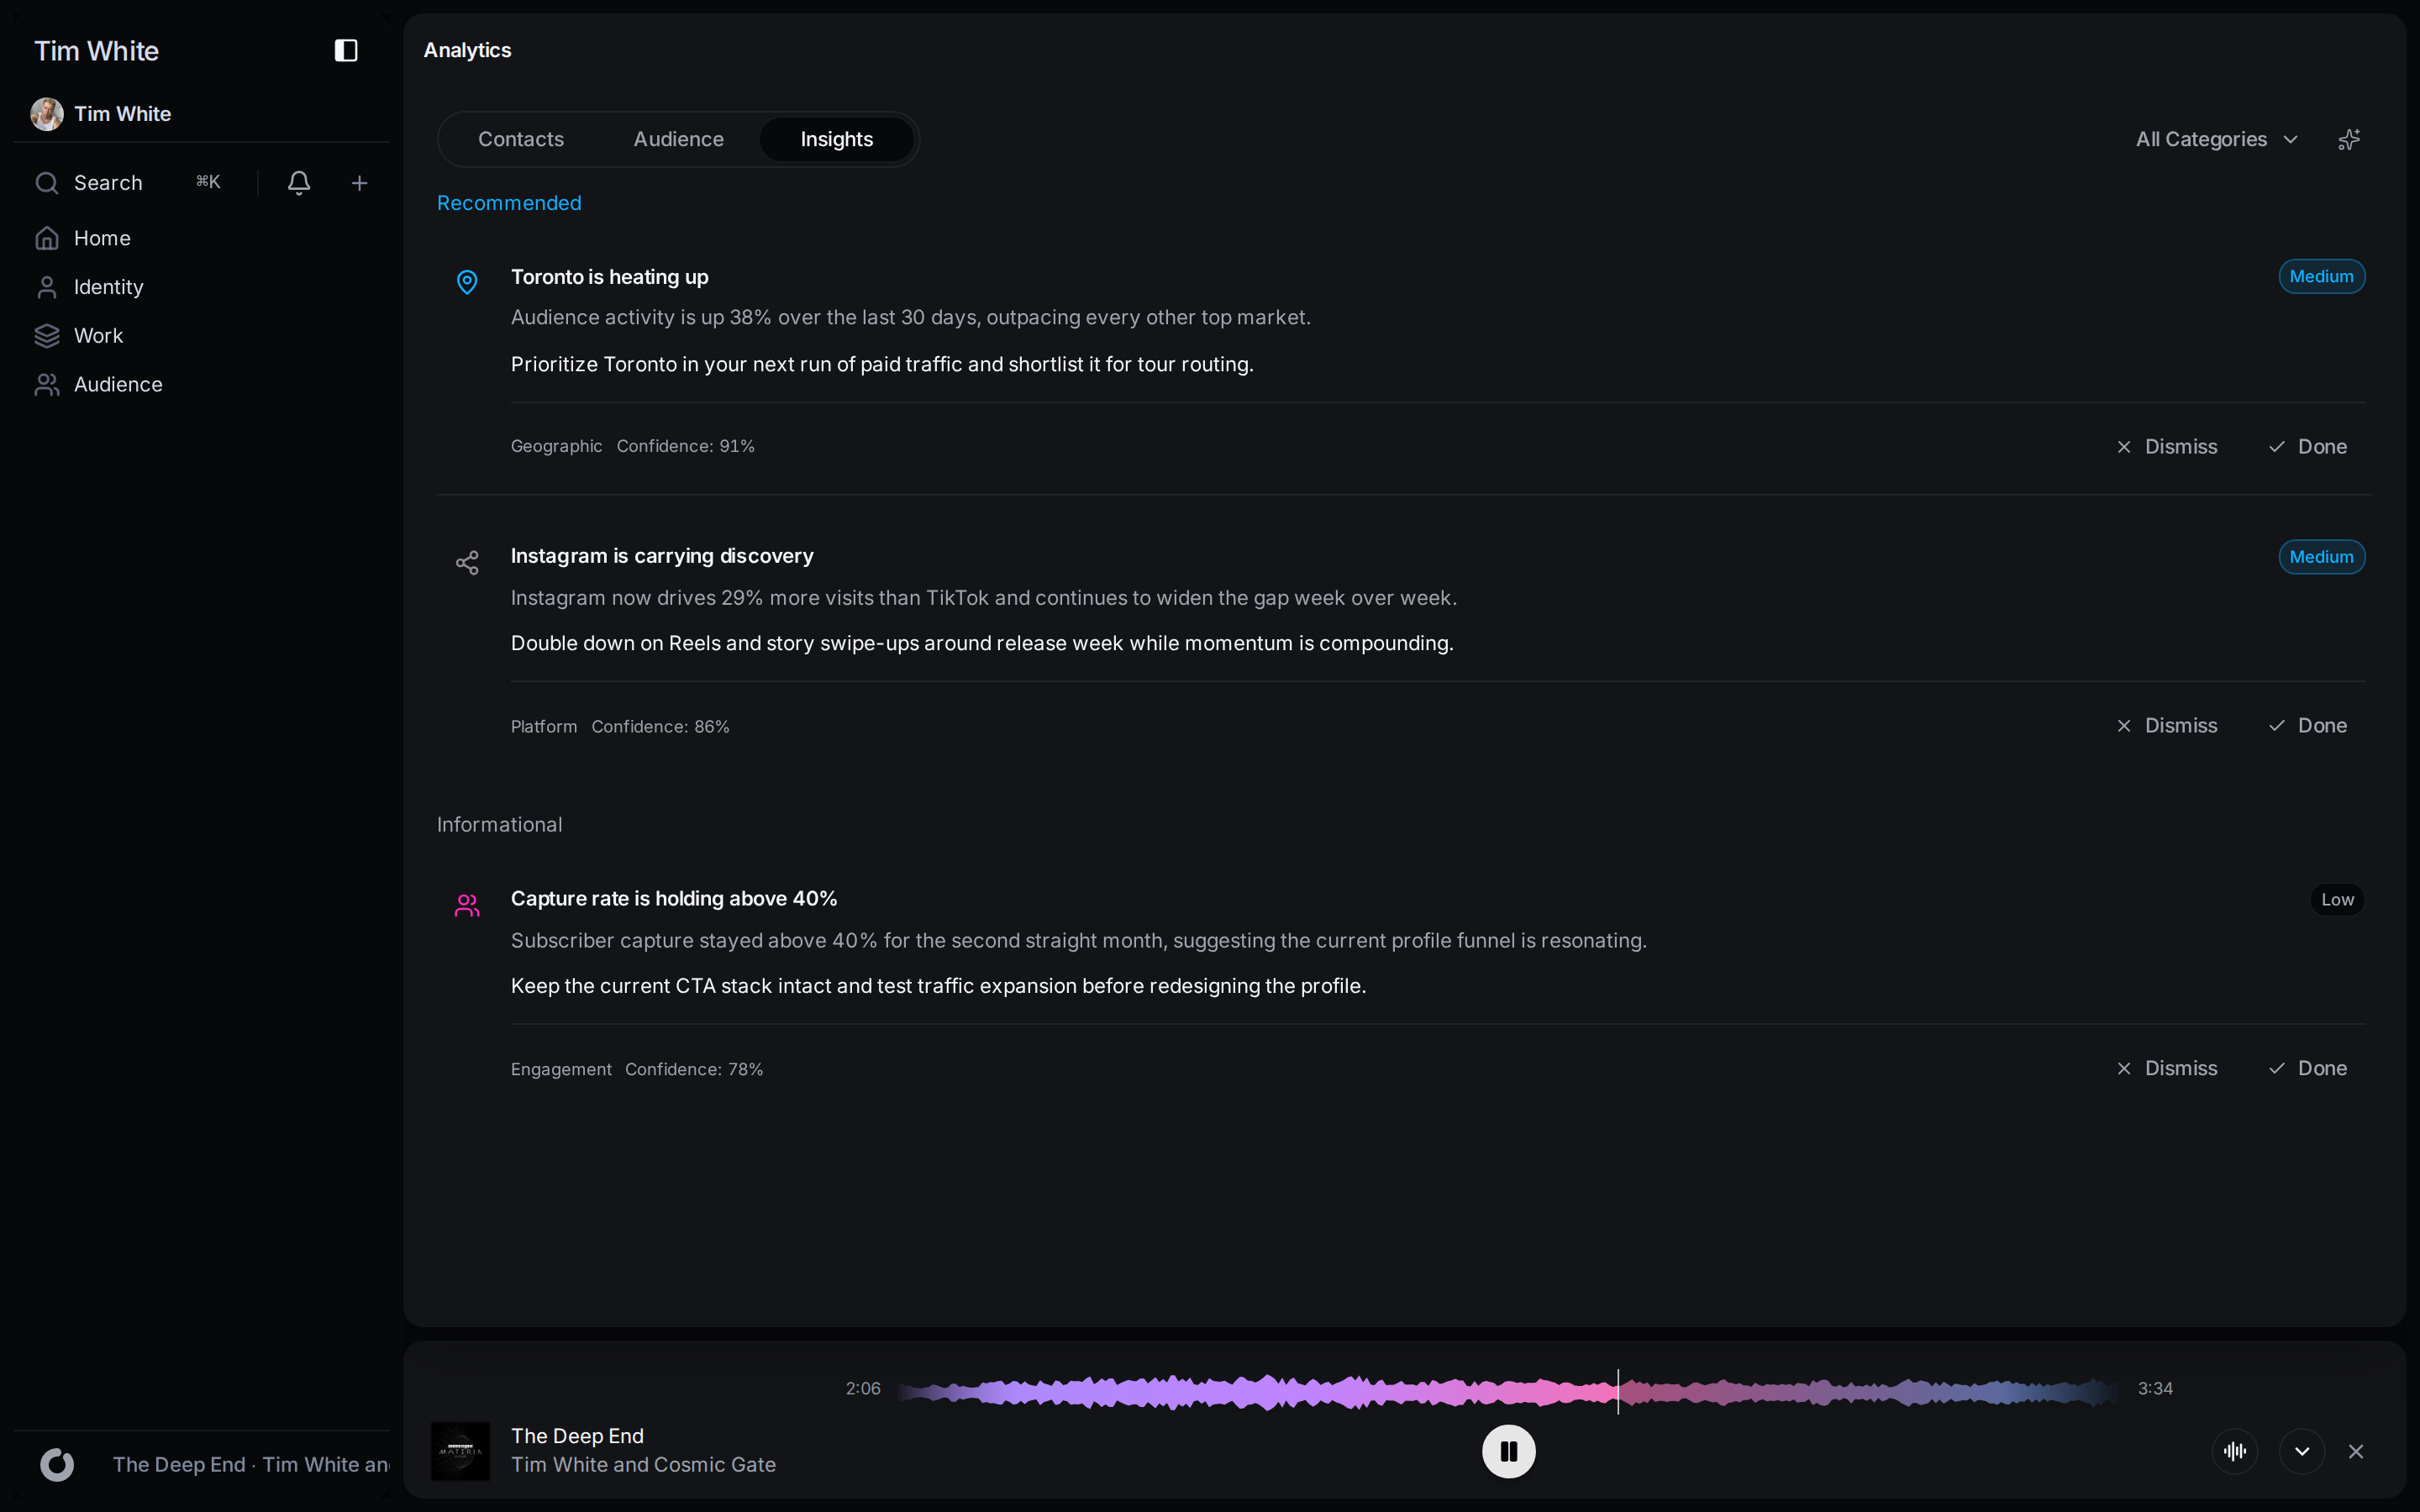 Tim White
Tim White
Search ⌘K
Home
Identity
Work
Audience
The Deep End · Tim White and
Analytics
Contacts Audience Insights
All Categories
Recommended
Toronto is heating up
Medium
Audience activity is up 38% over the last 30 days, outpacing every other top market.
Prioritize Toronto in your next run of paid traffic and shortlist it for tour routing.
Geographic Confidence: 91%
Dismiss Done
Instagram is carrying discovery
Medium
Instagram now drives 29% more visits than TikTok and continues to widen the gap week over week.
Double down on Reels and story swipe-ups around release week while momentum is compounding.
Platform Confidence: 86%
Dismiss Done
Informational
Capture rate is holding above 40%
Low
Subscriber capture stayed above 40% for the second straight month, suggesting the current profile funnel is resonating.
Keep the current CTA stack intact and test traffic expansion before redesigning the profile.
Engagement Confidence: 78%
Dismiss Done
2:06
3:34
MATERIA
The Deep End
Tim White and Cosmic Gate